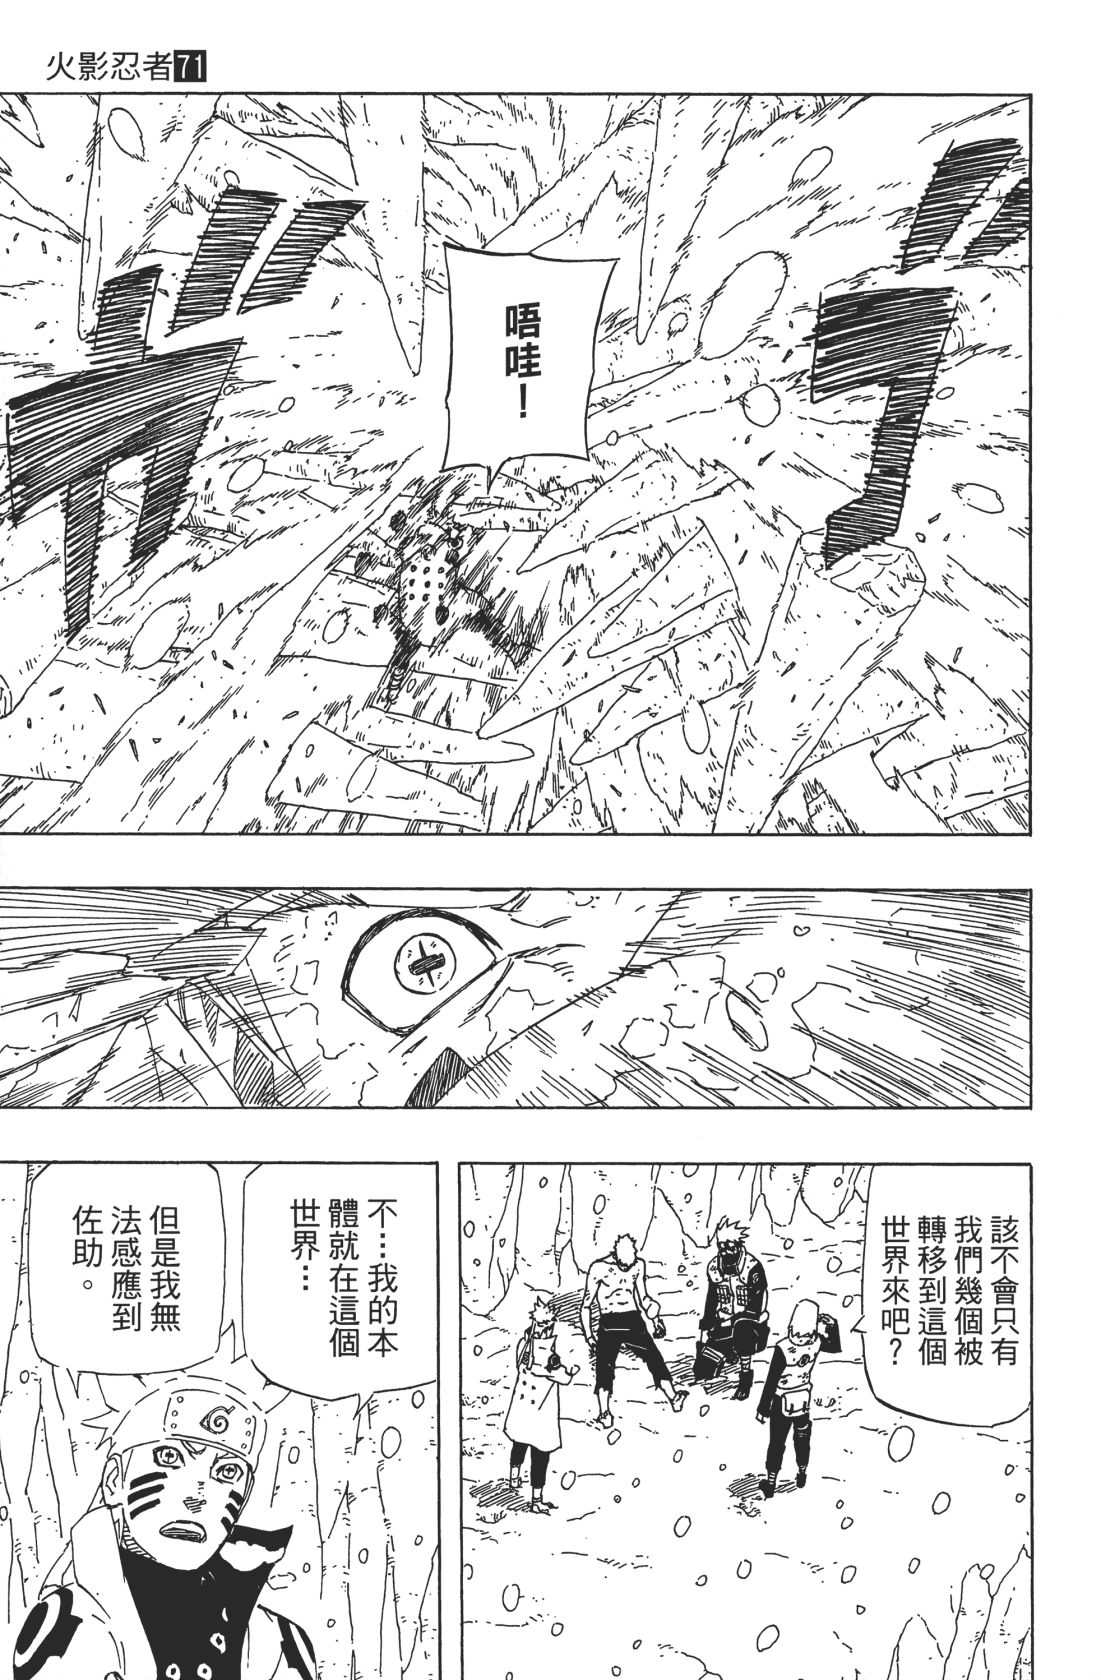 火影忍者71
唔哇！
該不會只有
我們幾個被
轉移到這個
世界來吧？
不…我的本
體就在這個
世界…
但是我無
法感應到
佐助。